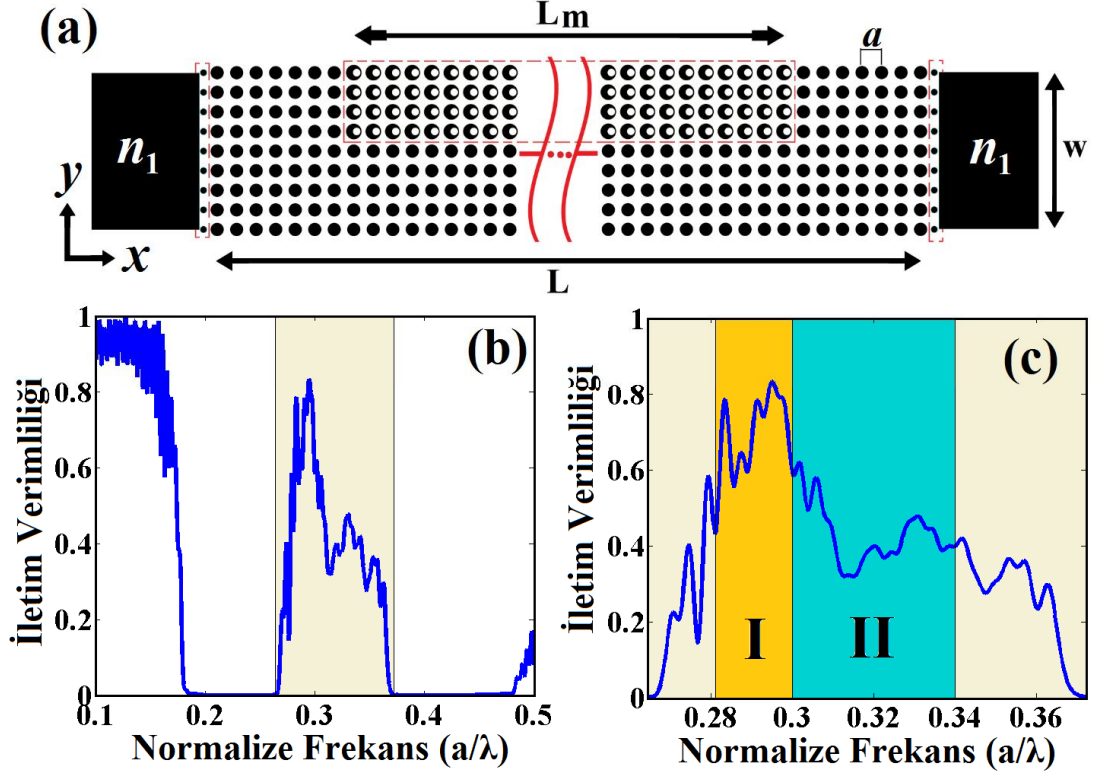 (a)
Lm
a
n1
n1
w
y
x
L
(b)
İletim Verimliliği
1
0.8
0.6
0.4
0.2
0
0.1
0.2
0.3
0.4
0.5
Normalize Frekans (a/λ)
(c)
İletim Verimliliği
1
0.8
0.6
0.4
0.2
0
I
II
0.28
0.3
0.32
0.34
0.36
Normalize Frekans (a/λ)